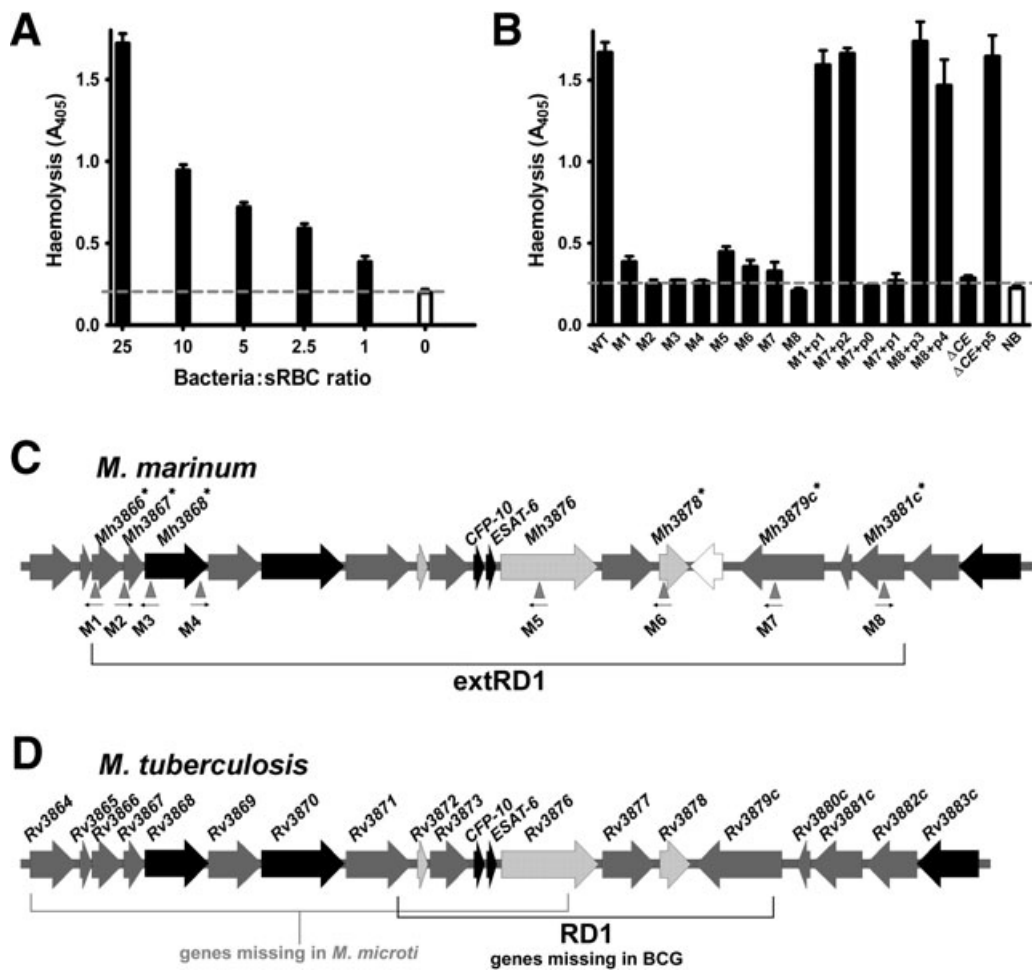 A
Haemolysis (A405)
1.5
1.0
0.5
0.0
25 10 5 2.5 1 0
Bacteria:sRBC ratio
B
Haemolysis (A405)
1.5
1.0
0.5
0.0
WT M1 M2 M3 M4 M5 M6 M7 M8 M1+p1 M7+p2 M7+p0 M7+p1 M8+p3 M8+p4 ΔCE ΔCE+p5 NB
C
M. marinum
Mh3866* Mh3867* Mh3868* CFP-10 ESAT-6 Mh3876 Mh3878* Mh3879c* Mh3881c*
M1 M2 M3 M4 M5 M6 M7 M8
extRD1
D
M. tuberculosis
Rv3864 Rv3865 Rv3866 Rv3867 Rv3868 Rv3869 Rv3870 Rv3871 Rv3872 Rv3873 CFP-10 ESAT-6 Rv3876 Rv3877 Rv3878 Rv3879c Rv3880c Rv3881c Rv3882c Rv3883c
genes missing in M. microti
RD1
genes missing in BCG